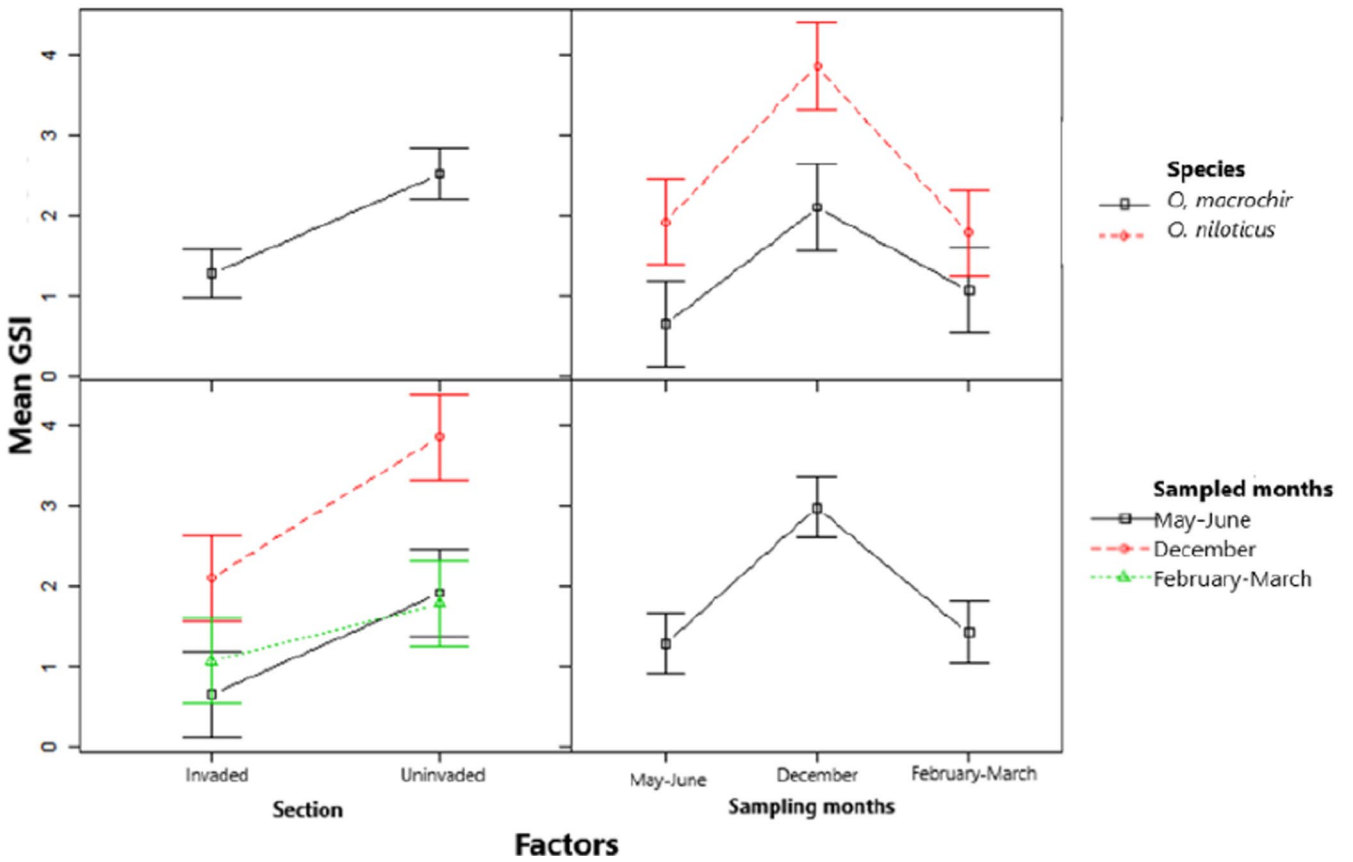 Mean GSI
4
3
2
1
0
4
3
2
1
0
Invaded
Uninvaded
Section
May-June
December
February-March
Sampling months
Factors
Species
O, macrochir
O. niloticus
Sampled months
May-June
December
February-March